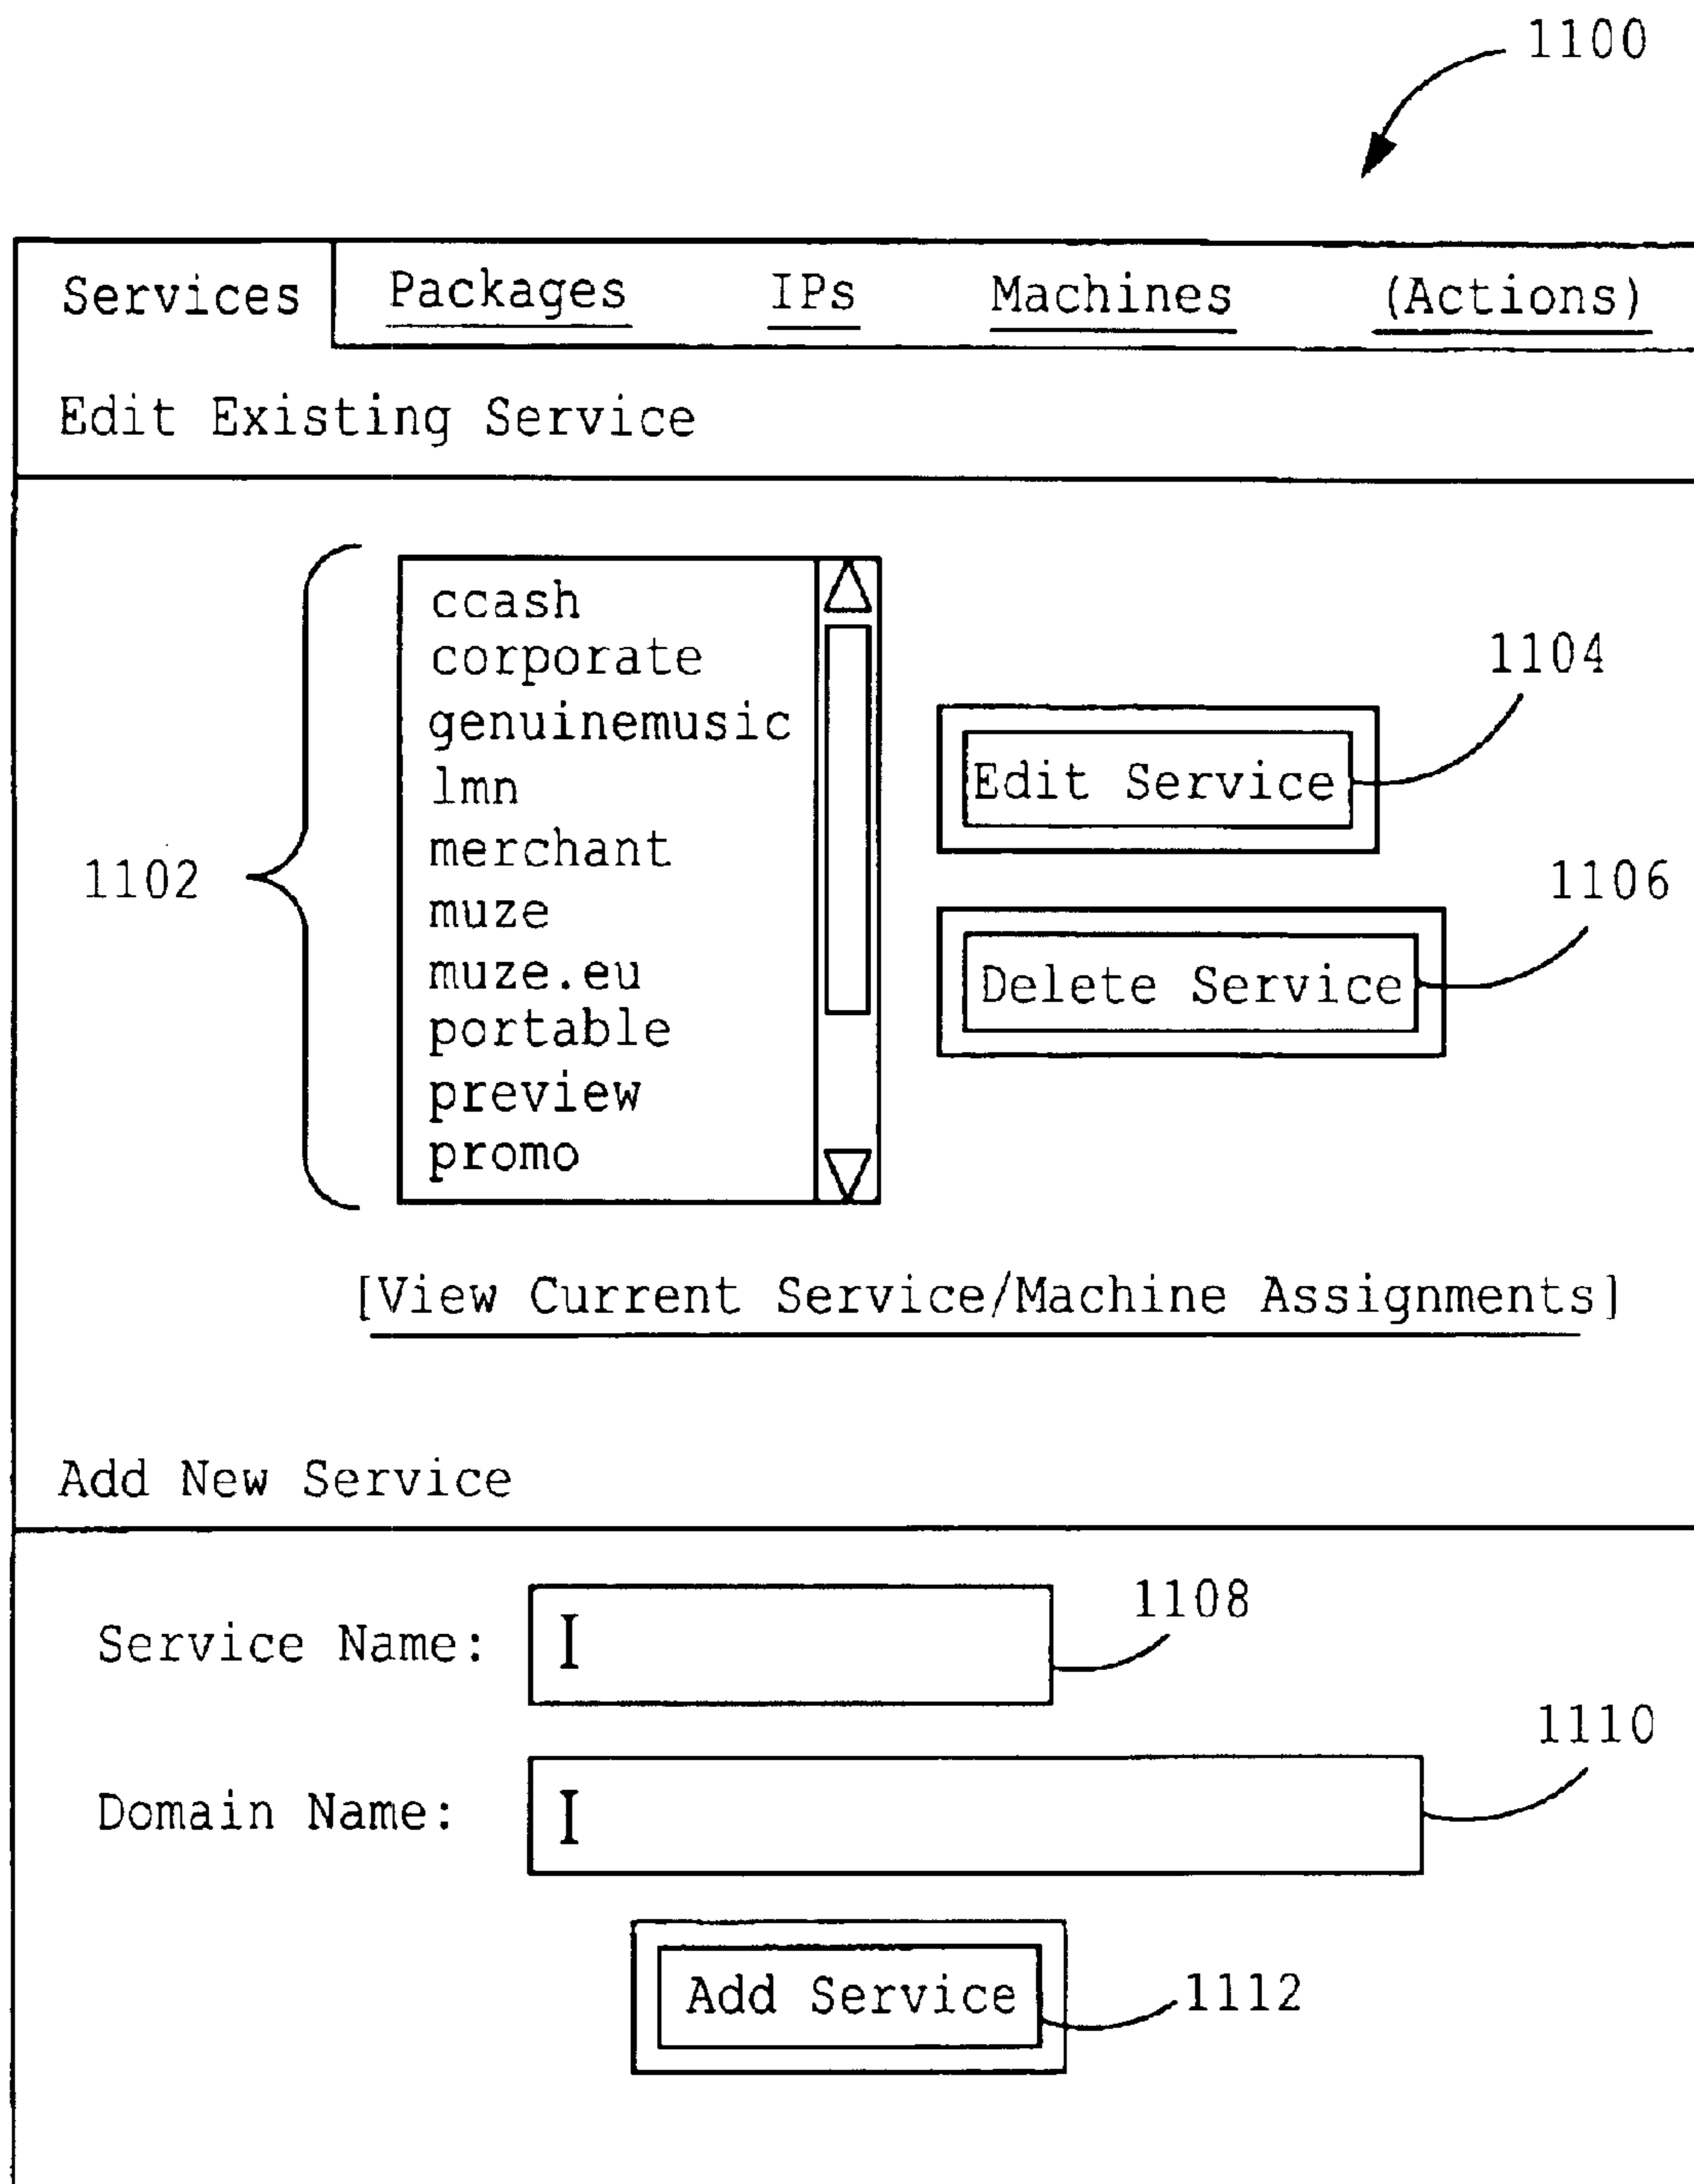 1100
Services Packages IPs Machines (Actions)
Edit Existing Service
ccash
corporate
1104
genuinemusic
Edit Service
lmn
merchant
1102
1106
muze
muze.eu
Delete Service
portable
preview
promo
[View Current Service/Machine Assignments]
Add New Service
1108
Service Name: I
1110
Domain Name: I
Add Service
1112